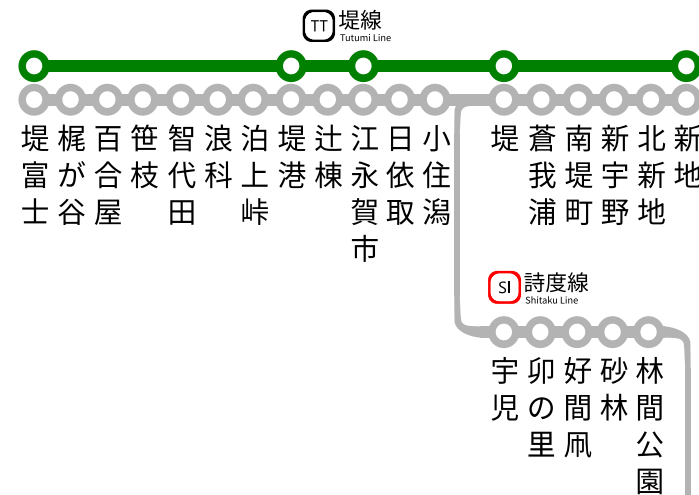 TT 堤線
Tutumi Line
堤富士
梶が谷
百合屋
笹枝
智代田
浪科
泊上峠
堤港
辻棟
江永賀市
日依取
小住潟
堤
蒼我浦
南堤町
新宇野
北新地
新地
SI 詩度線
Shitaku Line
宇児
卯の里
好間凧
砂林
林間公園